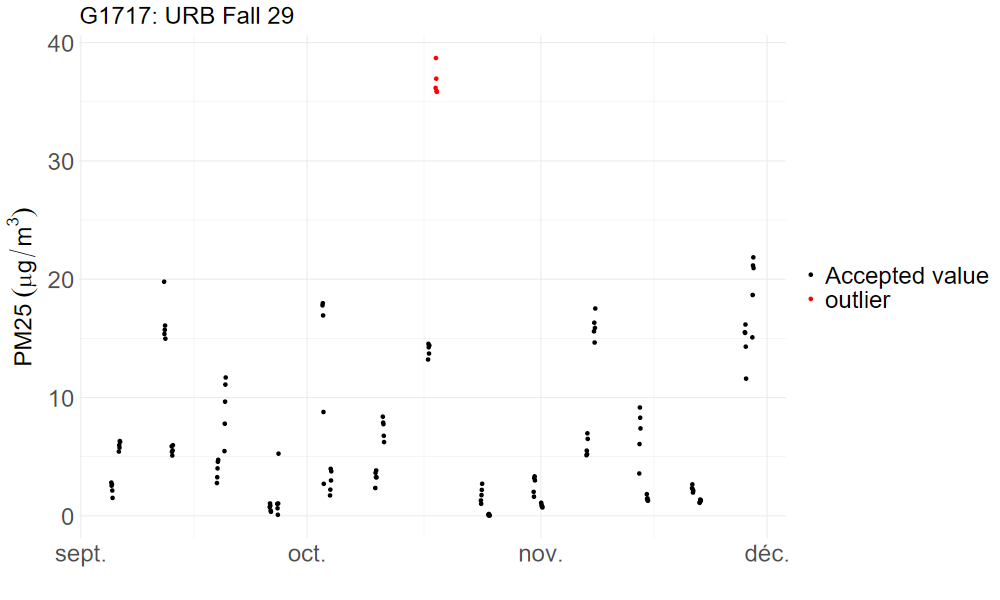 G1717: URB Fall 29
40
30
20
10
0
PM25 (μg/m³)
sept.
oct.
nov.
déc.
Accepted value
outlier